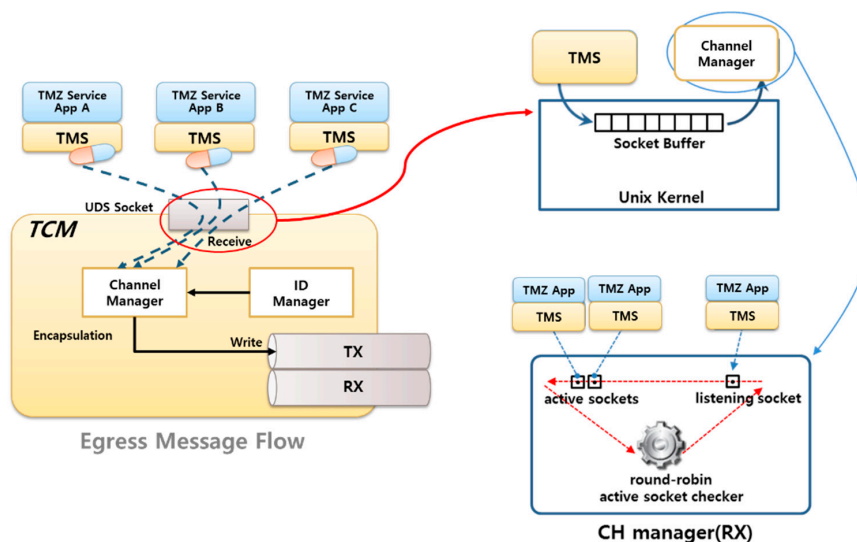 TMZ Service
App A
TMS
TMZ Service
App B
TMS
TMZ Service
App C
TMS
UDS Socket
Receive
TCM
Channel
Manager
ID
Manager
Encapsulation
Write
TX
RX
Egress Message Flow
TMS
Channel
Manager
Socket Buffer
Unix Kernel
TMZ App
TMS
TMZ App
TMS
TMZ App
TMS
active sockets
listening socket
round-robin
active socket checker
CH manager(RX)